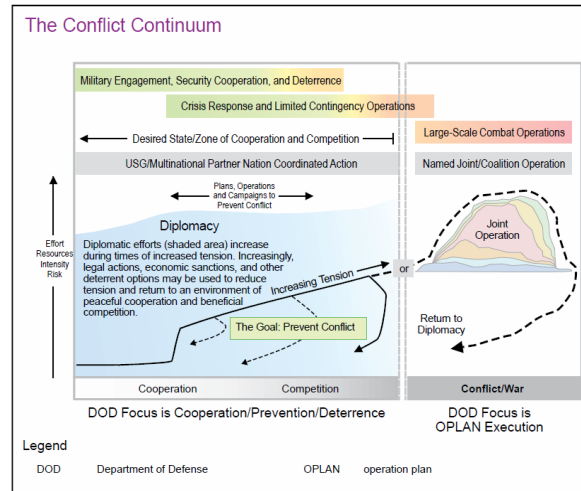 The Conflict Continuum
Military Engagement, Security Cooperation, and Deterrence
Crisis Response and Limited Contingency Operations
Desired State/Zone of Cooperation and Competition
Large-Scale Combat Operations
USG/Multinational Partner Nation Coordinated Action
Named Joint/Coalition Operation
Plans, Operations
and Campaigns to
Prevent Conflict
Effort
Resources
Intensity
Risk
Diplomacy
Diplomatic efforts (shaded area) increase
during times of increased tension. Increasingly,
legal actions, economic sanctions, and other
deterrent options may be used to reduce
tension and return to an environment of
peaceful cooperation and beneficial
competition.
Increasing Tension
or
Joint
Operation
The Goal: Prevent Conflict
Return to
Diplomacy
Cooperation
Competition
Conflict/War
DOD Focus is Cooperation/Prevention/Deterrence
DOD Focus is
OPLAN Execution
Legend
DOD Department of Defense OPLAN operation plan